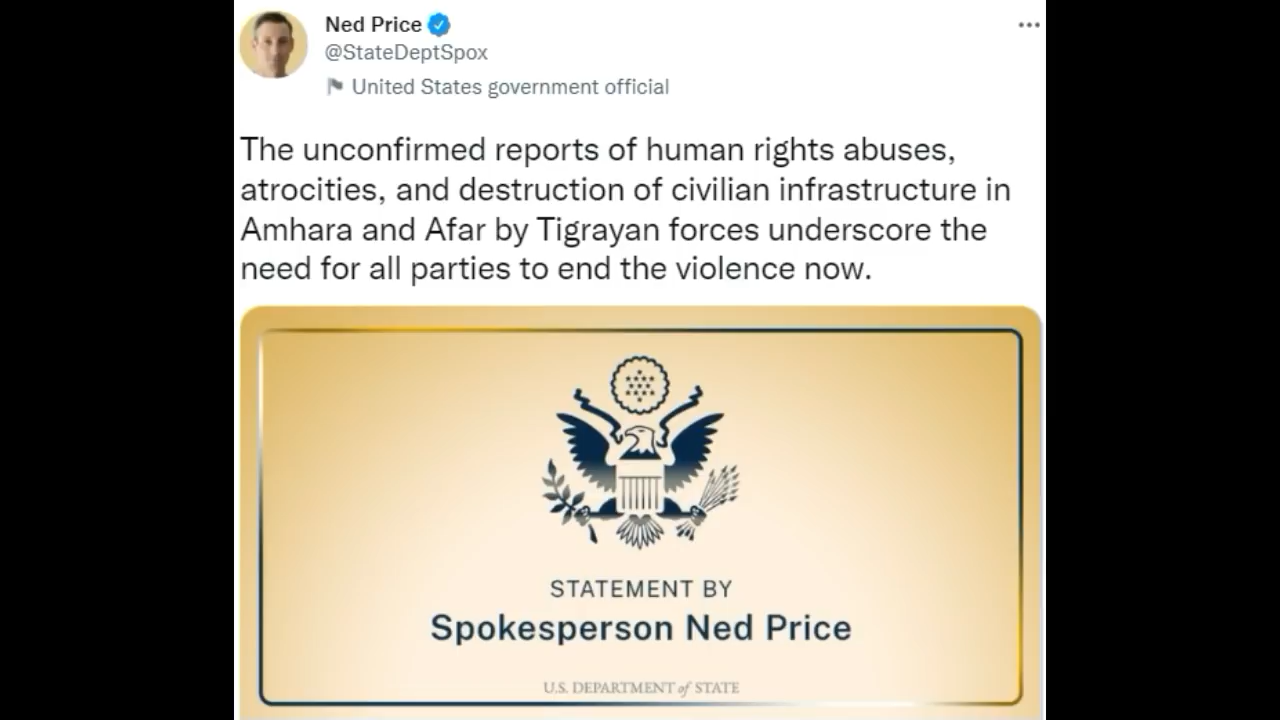 Ned Price
@StateDeptSpox
United States government official
The unconfirmed reports of human rights abuses,
atrocities, and destruction of civilian infrastructure in
Amhara and Afar by Tigrayan forces underscore the
need for all parties to end the violence now.
STATEMENT BY
Spokesperson Ned Price
U.S. DEPARTMENT of STATE